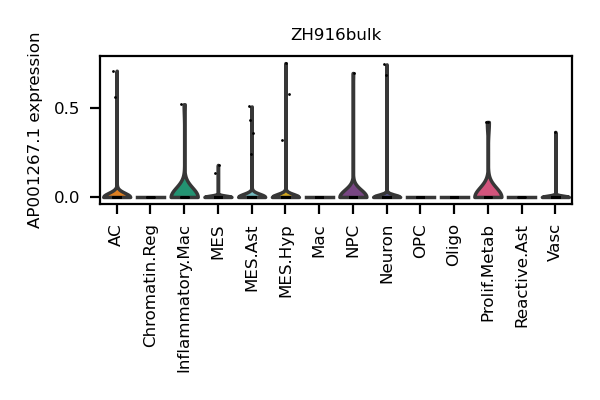 ZH916bulk
AP001267.1 expression
0.5
0.0
AC
Chromatin.Reg
Inflammatory.Mac
MES
MES.Ast
MES.Hyp
Mac
NPC
Neuron
OPC
Oligo
Prolif.Metab
Reactive.Ast
Vasc